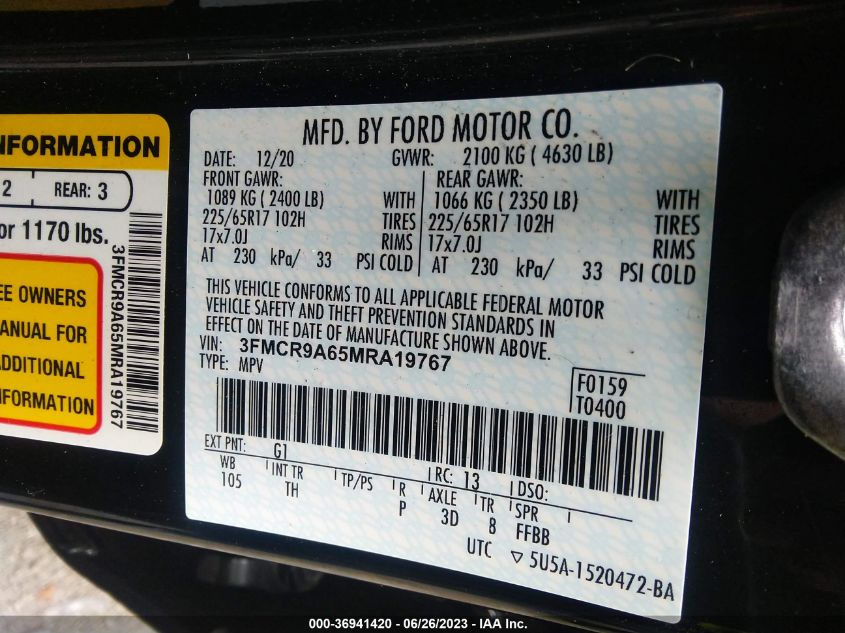 NFORMATION
2
REAR: 3
or 1170 lbs.
EE OWNERS
MANUAL FOR
ADDITIONAL
NFORMATION
3FMCR9A65MRA19767
MFD. BY FORD MOTOR CO.
DATE: 12/20 GVWR: 2100 KG ( 4630 LB)
FRONT GAWR: REAR GAWR:
1089 KG ( 2400 LB) WITH 1066 KG ( 2350 LB) WITH
225/65R17 102H TIRES 225/65R17 102H TIRES
17x7.0J RIMS 17x7.0J RIMS
AT 230 kPa/ 33 PSI COLD AT 230 kPa/ 33 PSI COLD
THIS VEHICLE CONFORMS TO ALL APPLICABLE FEDERAL MOTOR
VEHICLE SAFETY AND THEFT PREVENTION STANDARDS IN
EFFECT ON THE DATE OF MANUFACTURE SHOWN ABOVE.
VIN: 3FMCR9A65MRA19767
TYPE: MPV
F0159
T0400
EXT PNT: G1 RC: 13 DSO:
WB INT TR TP/PS R AXLE TR SPR
105 TH P 3D 8 FFBB
UTC ▽ 5U5A-1520472-BA
000-36941420 | 06/26/2023 — IAA Inc.